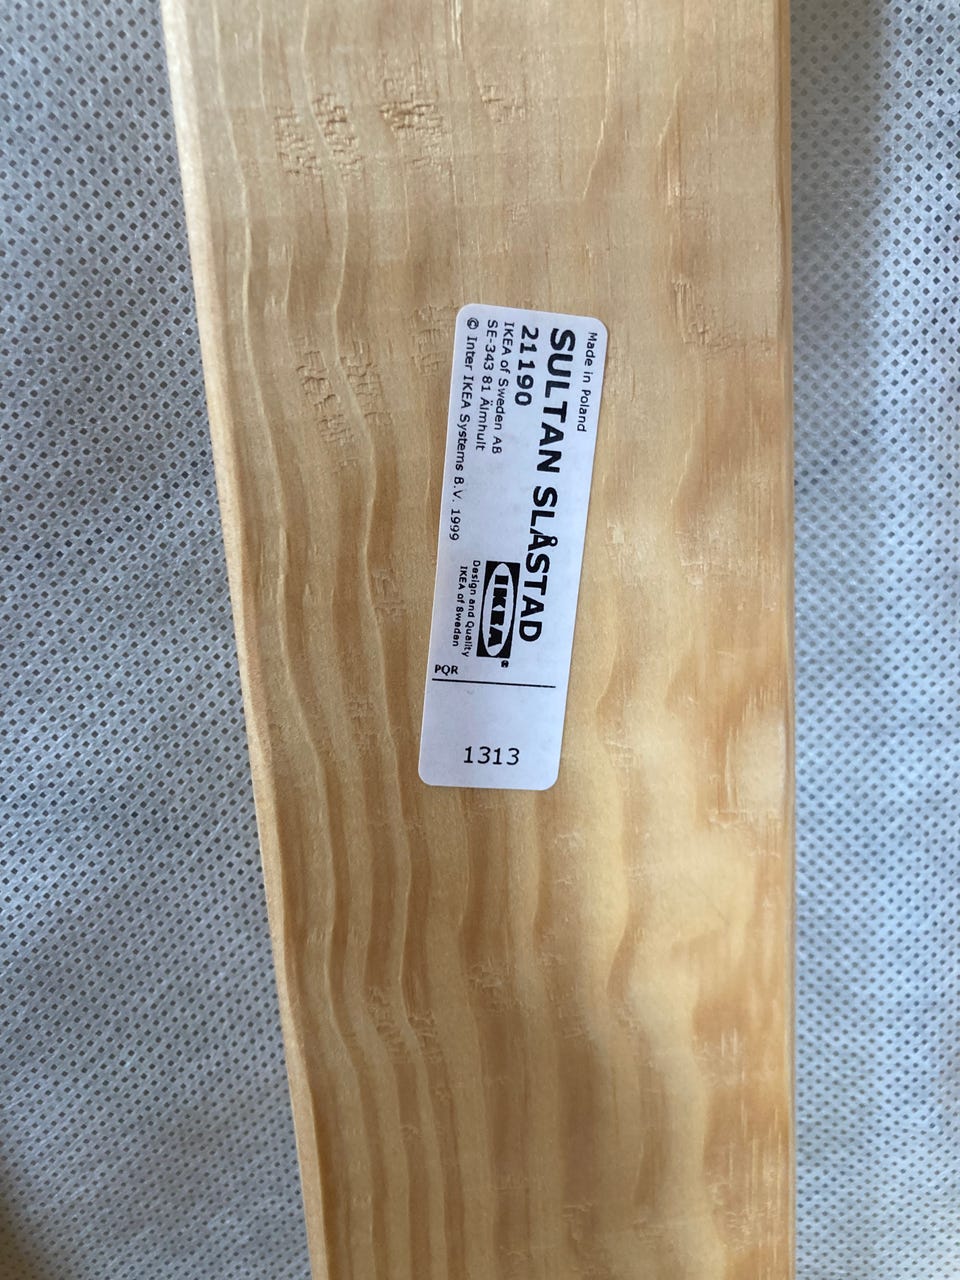 Made in Poland
SULTAN SLÅSTAD
21190
IKEA of Sweden AB
SE-343 81 Älmhult
© Inter IKEA Systems B.V. 1999
IKEA®
Design and Quality
IKEA of Sweden
PQR
1313